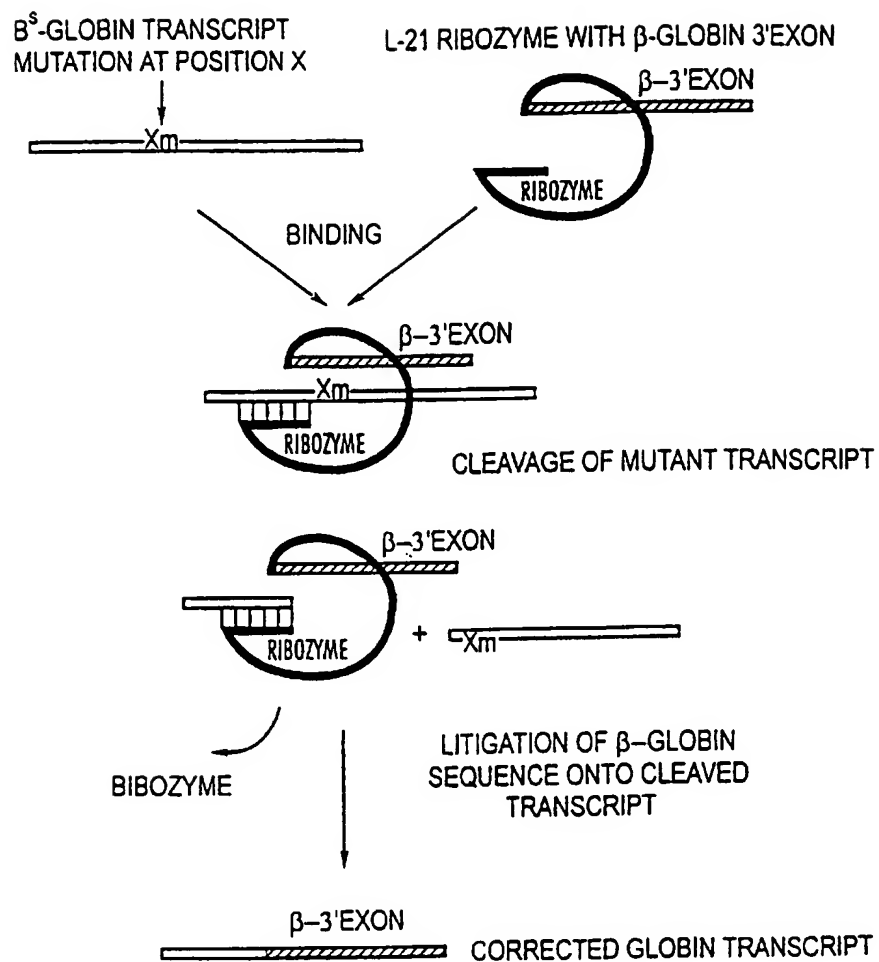 Bˢ-GLOBIN TRANSCRIPT
MUTATION AT POSITION X
L-21 RIBOZYME WITH β-GLOBIN 3'EXON
β–3'EXON
Xm
RIBOZYME
BINDING
β–3'EXON
Xm
RIBOZYME
CLEAVAGE OF MUTANT TRANSCRIPT
β–3'EXON
RIBOZYME
+
Xm
BIBOZYME
LITIGATION OF β–GLOBIN
SEQUENCE ONTO CLEAVED
TRANSCRIPT
β–3'EXON
CORRECTED GLOBIN TRANSCRIPT